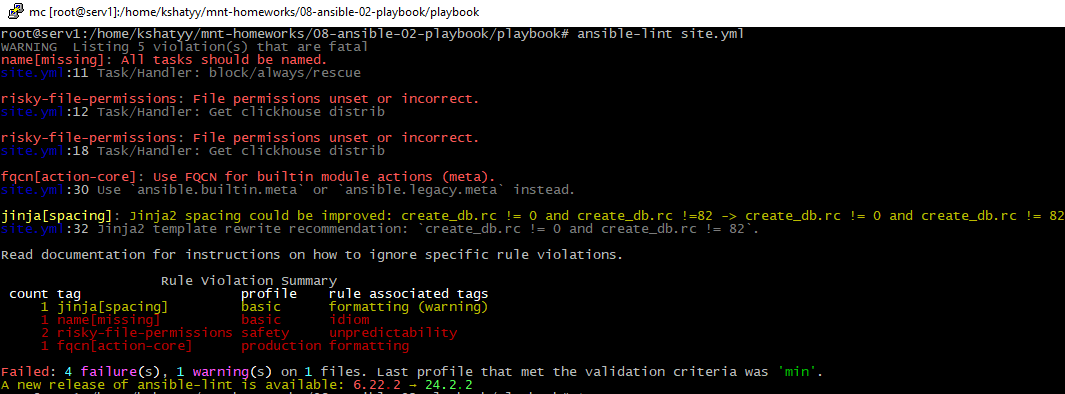 mc [root@serv1]:/home/kshatyy/mnt-homeworks/08-ansible-02-playbook/playbook
root@serv1:/home/kshatyy/mnt-homeworks/08-ansible-02-playbook/playbook# ansible-lint site.yml
WARNING  Listing 5 violation(s) that are fatal
name[missing]: All tasks should be named.
site.yml:11 Task/Handler: block/always/rescue
risky-file-permissions: File permissions unset or incorrect.
site.yml:12 Task/Handler: Get clickhouse distrib
risky-file-permissions: File permissions unset or incorrect.
site.yml:18 Task/Handler: Get clickhouse distrib
fqcn[action-core]: Use FQCN for builtin module actions (meta).
site.yml:30 Use `ansible.builtin.meta` or `ansible.legacy.meta` instead.
jinja[spacing]: Jinja2 spacing could be improved: create_db.rc != 0 and create_db.rc !=82 -> create_db.rc != 0 and create_db.rc != 82
site.yml:32 Jinja2 template rewrite recommendation: `create_db.rc != 0 and create_db.rc != 82`.
Read documentation for instructions on how to ignore specific rule violations.
Rule Violation Summary
count tag profile rule associated tags
1 jinja[spacing] basic formatting (warning)
1 name[missing] basic idiom
2 risky-file-permissions safety unpredictability
1 fqcn[action-core] production formatting
Failed: 4 failure(s), 1 warning(s) on 1 files. Last profile that met the validation criteria was 'min'.
A new release of ansible-lint is available: 6.22.2 → 24.2.2